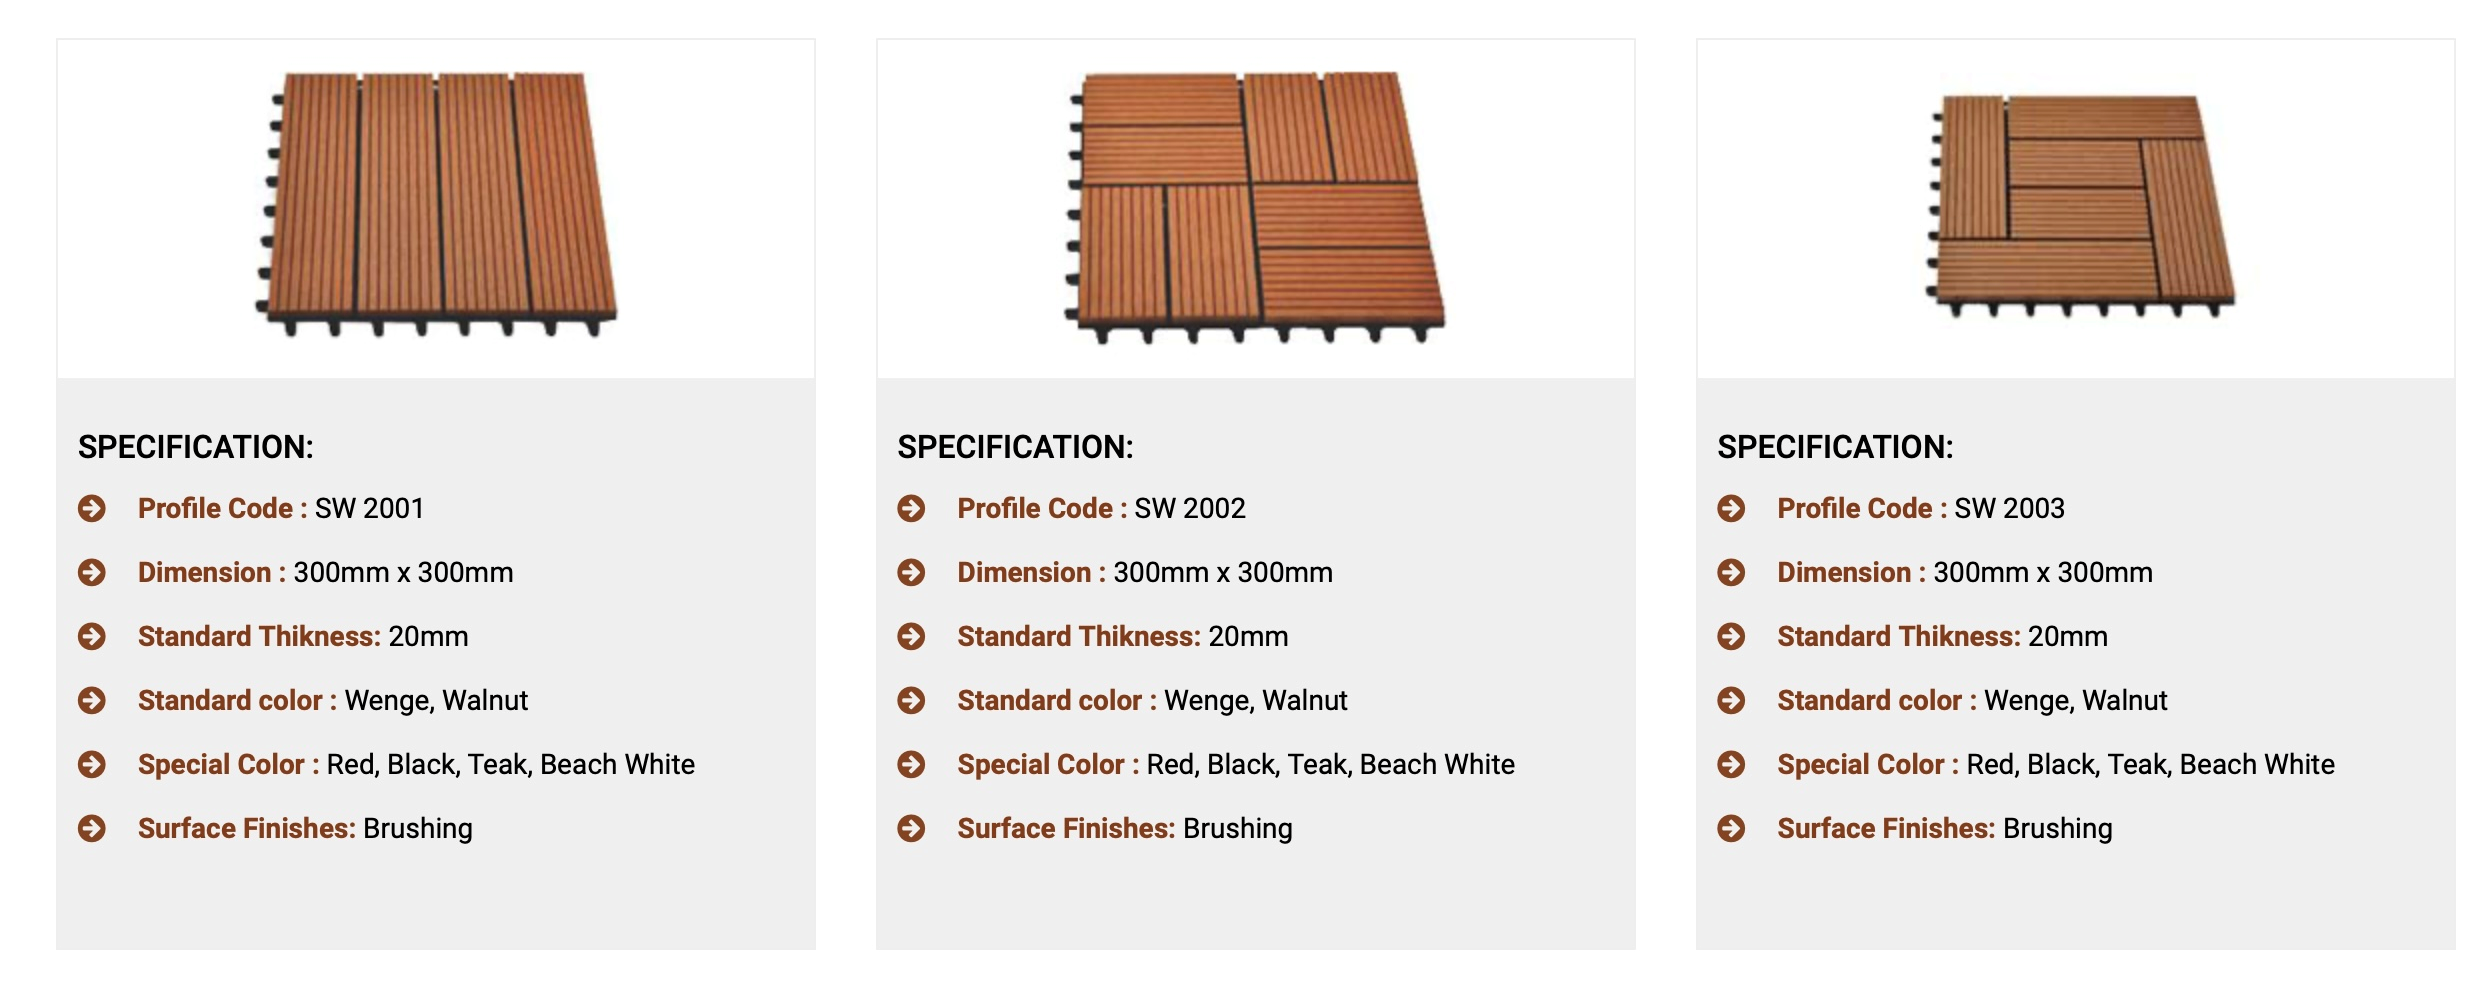 SPECIFICATION:
Profile Code : SW 2001
Dimension : 300mm x 300mm
Standard Thikness: 20mm
Standard color : Wenge, Walnut
Special Color : Red, Black, Teak, Beach White
Surface Finishes: Brushing
SPECIFICATION:
Profile Code : SW 2002
Dimension : 300mm x 300mm
Standard Thikness: 20mm
Standard color : Wenge, Walnut
Special Color : Red, Black, Teak, Beach White
Surface Finishes: Brushing
SPECIFICATION:
Profile Code : SW 2003
Dimension : 300mm x 300mm
Standard Thikness: 20mm
Standard color : Wenge, Walnut
Special Color : Red, Black, Teak, Beach White
Surface Finishes: Brushing